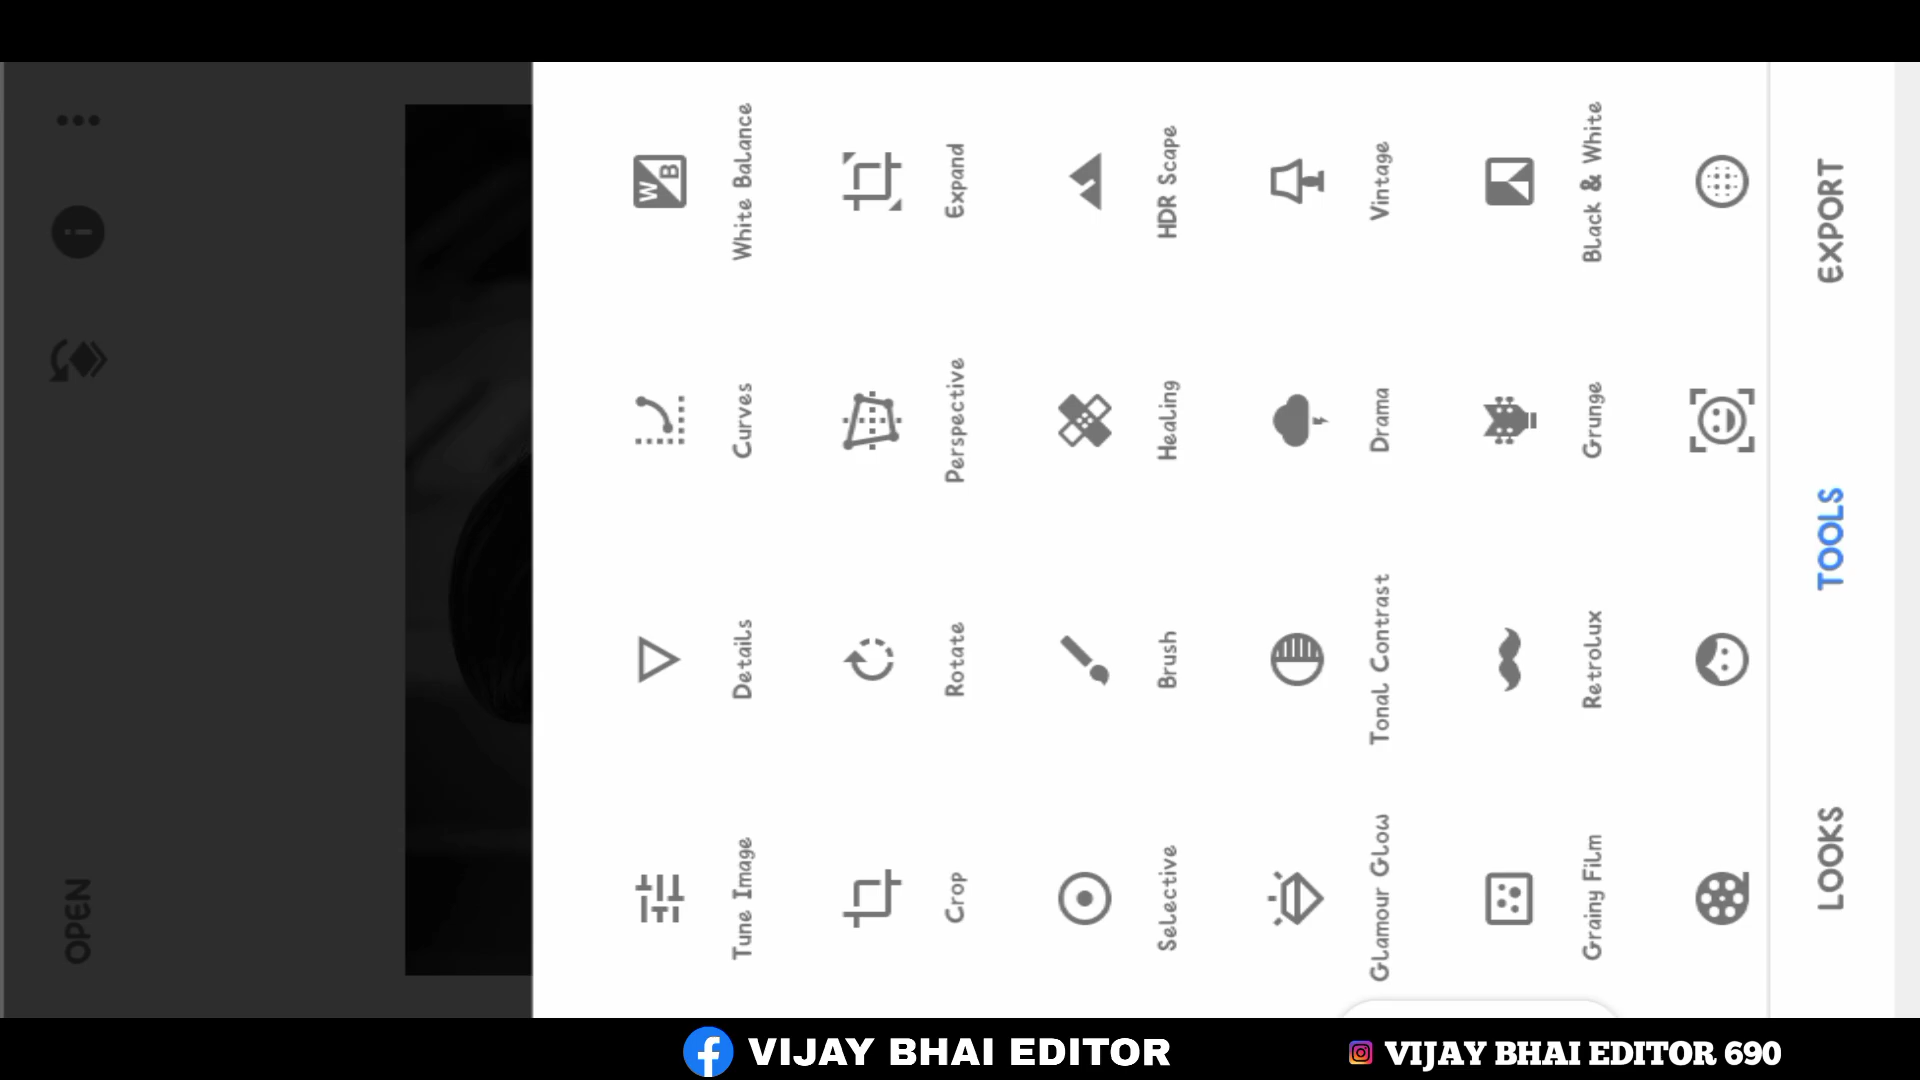 OPEN
Tune Image
Details
Curves
White Balance
Crop
Rotate
Perspective
Expand
Selective
Brush
Healing
HDR Scape
Glamour Glow
Tonal Contrast
Drama
Vintage
Grainy Film
Retrolux
Grunge
Black & White
LOOKS
TOOLS
EXPORT
VIJAY BHAI EDITOR
VIJAY BHAI EDITOR 690